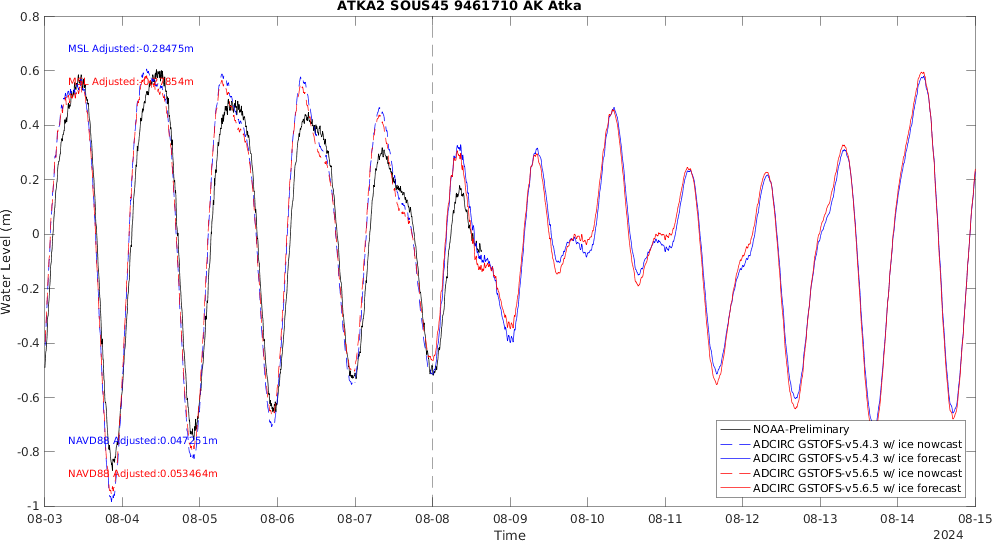 ATKA2 SOUS45 9461710 AK Atka
0.8
0.6
0.4
0.2
0
-0.2
-0.4
-0.6
-0.8
-1
Water Level (m)
MSL Adjusted:-0.28475m
MSL
NAVD88 Adjusted:0.047251m
NAVD88 Adjusted:0.053464m
NOAA-Preliminary
ADCIRC GSTOFS-v5.4.3 w/ ice nowcast
ADCIRC GSTOFS-v5.4.3 w/ ice forecast
ADCIRC GSTOFS-v5.6.5 w/ ice nowcast
ADCIRC GSTOFS-v5.6.5 w/ ice forecast
08-03 08-04 08-05 08-06 08-07 08-08 08-09 08-10 08-11 08-12 08-13 08-14 08-15
Time
2024